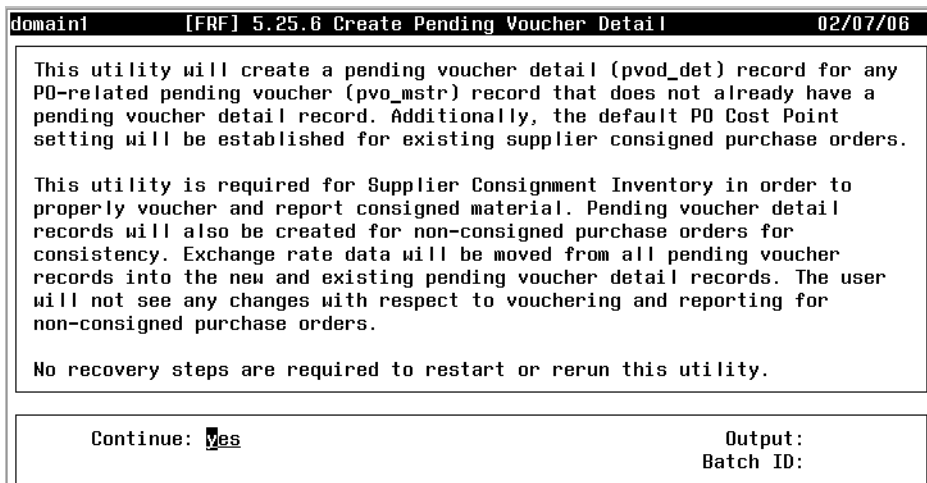 domain1 [FRF] 5.25.6 Create Pending Voucher Detail 02/07/06
This utility will create a pending voucher detail (pvod_det) record for any
PO-related pending voucher (pvo_mstr) record that does not already have a
pending voucher detail record. Additionally, the default PO Cost Point
setting will be established for existing supplier consigned purchase orders.
This utility is required for Supplier Consignment Inventory in order to
properly voucher and report consigned material. Pending voucher detail
records will also be created for non-consigned purchase orders for
consistency. Exchange rate data will be moved from all pending voucher
records into the new and existing pending voucher detail records. The user
will not see any changes with respect to vouchering and reporting for
non-consigned purchase orders.
No recovery steps are required to restart or rerun this utility.
Continue: yes Output:
Batch ID: